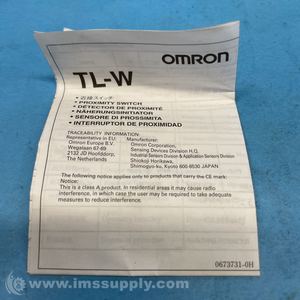 OMRON
TL-W
• 近接スイッチ
• PROXIMITY SWITCH
• DÉTECTOR DE PROXIMITÉ
• NÄHERUNGSINITIATOR
• SENSORE DI PROSSIMITA
• INTERRUPTOR DE PROXIMIDAD
TRACEABILITY INFORMATION:
Representative in EU: Manufacturer:
Omron Europe B.V. Omron Corporation,
Wegalaan 67-69 Sensing Devices Division H.Q.
2132 JD Hoofddorp, Industrial Sensors Division & Application Sensors Division
The Netherlands Shiokoji Horikawa,
Shimogyo-ku, Kyoto 600-8530 JAPAN
The following notice applies only to products that carry the CE mark:
Notice:
This is a class A product. In residential areas it may cause radio
interference, in which case the user may be required to take adequate
measures to reduce interference.
0673731-0H
© www.imssupply.com